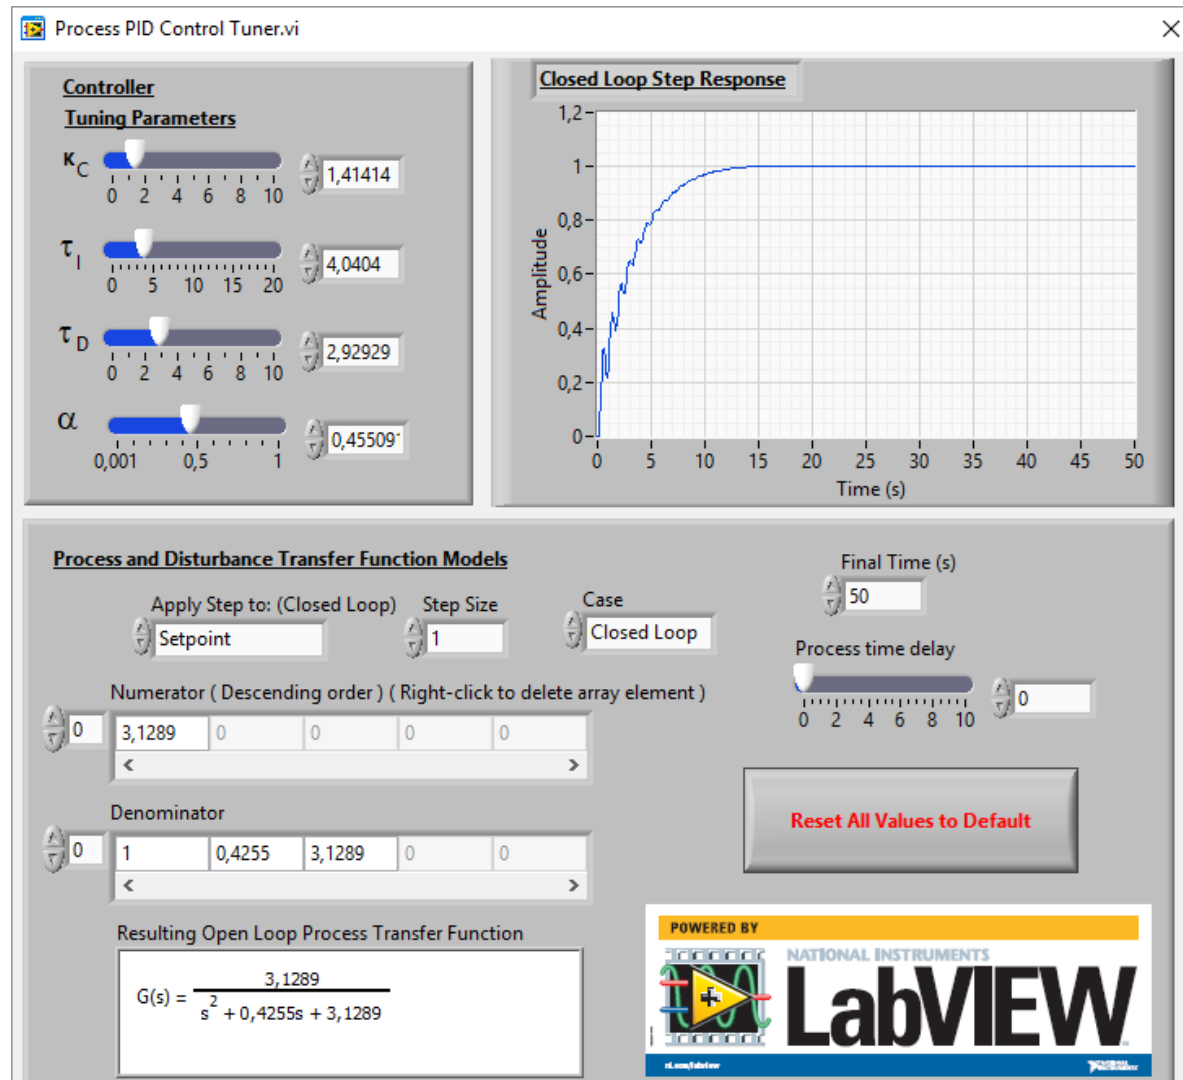 Process PID Control Tuner.vi
Controller
Tuning Parameters
κC
1,41414
0 2 4 6 8 10
τI
4,0404
0 5 10 15 20
τD
2,92929
0 2 4 6 8 10
α
0,45509
0,001 0,5 1
Closed Loop Step Response
1,2
1
0,8
0,6
0,4
0,2
0
Amplitude
0 5 10 15 20 25 30 35 40 45 50
Time (s)
Process and Disturbance Transfer Function Models
Final Time (s)
50
Apply Step to: (Closed Loop) Step Size Case
Setpoint 1 Closed Loop
Process time delay
0
0 2 4 6 8 10
Numerator ( Descending order ) ( Right-click to delete array element )
0 3,1289 0 0 0 0
Denominator
0 1 0,4255 3,1289 0 0
Reset All Values to Default
Resulting Open Loop Process Transfer Function
3,1289
G(s) =
s2 + 0,4255s + 3,1289
POWERED BY
NATIONAL INSTRUMENTS
LabVIEW
ni.com/labview